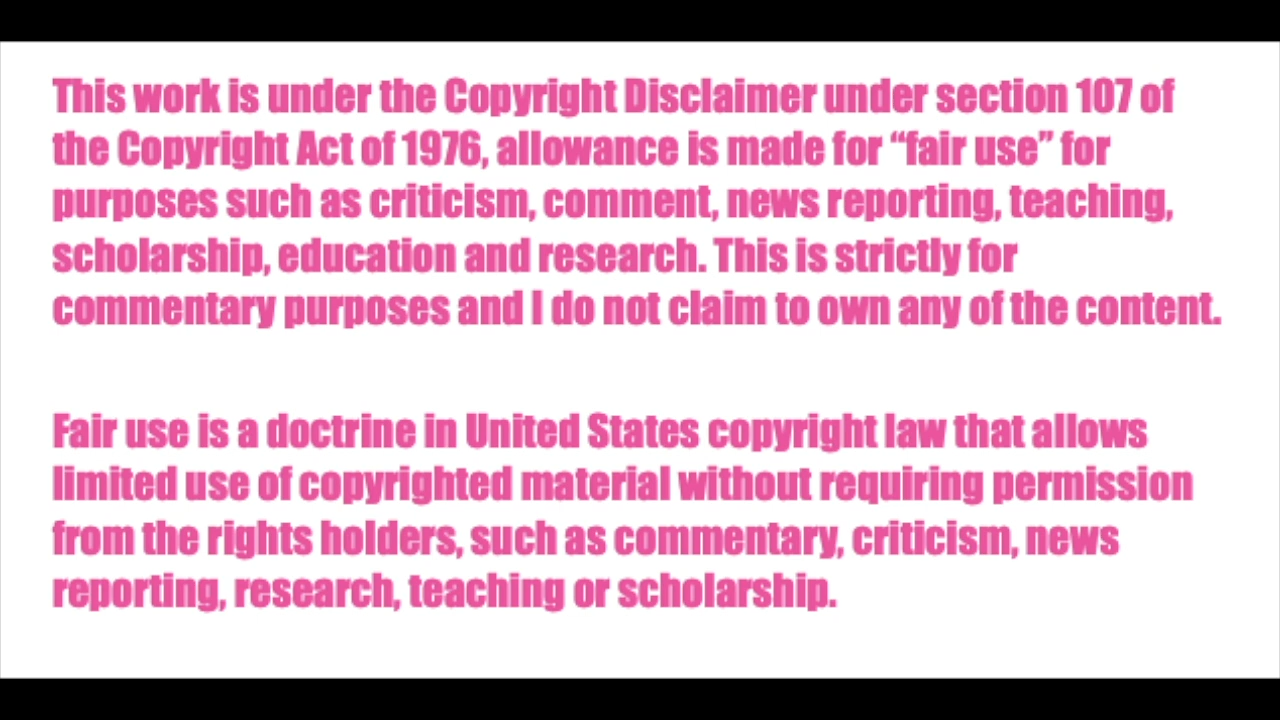 This work is under the Copyright Disclaimer under section 107 of
the Copyright Act of 1976, allowance is made for “fair use” for
purposes such as criticism, comment, news reporting, teaching,
scholarship, education and research. This is strictly for
commentary purposes and I do not claim to own any of the content.
Fair use is a doctrine in United States copyright law that allows
limited use of copyrighted material without requiring permission
from the rights holders, such as commentary, criticism, news
reporting, research, teaching or scholarship.